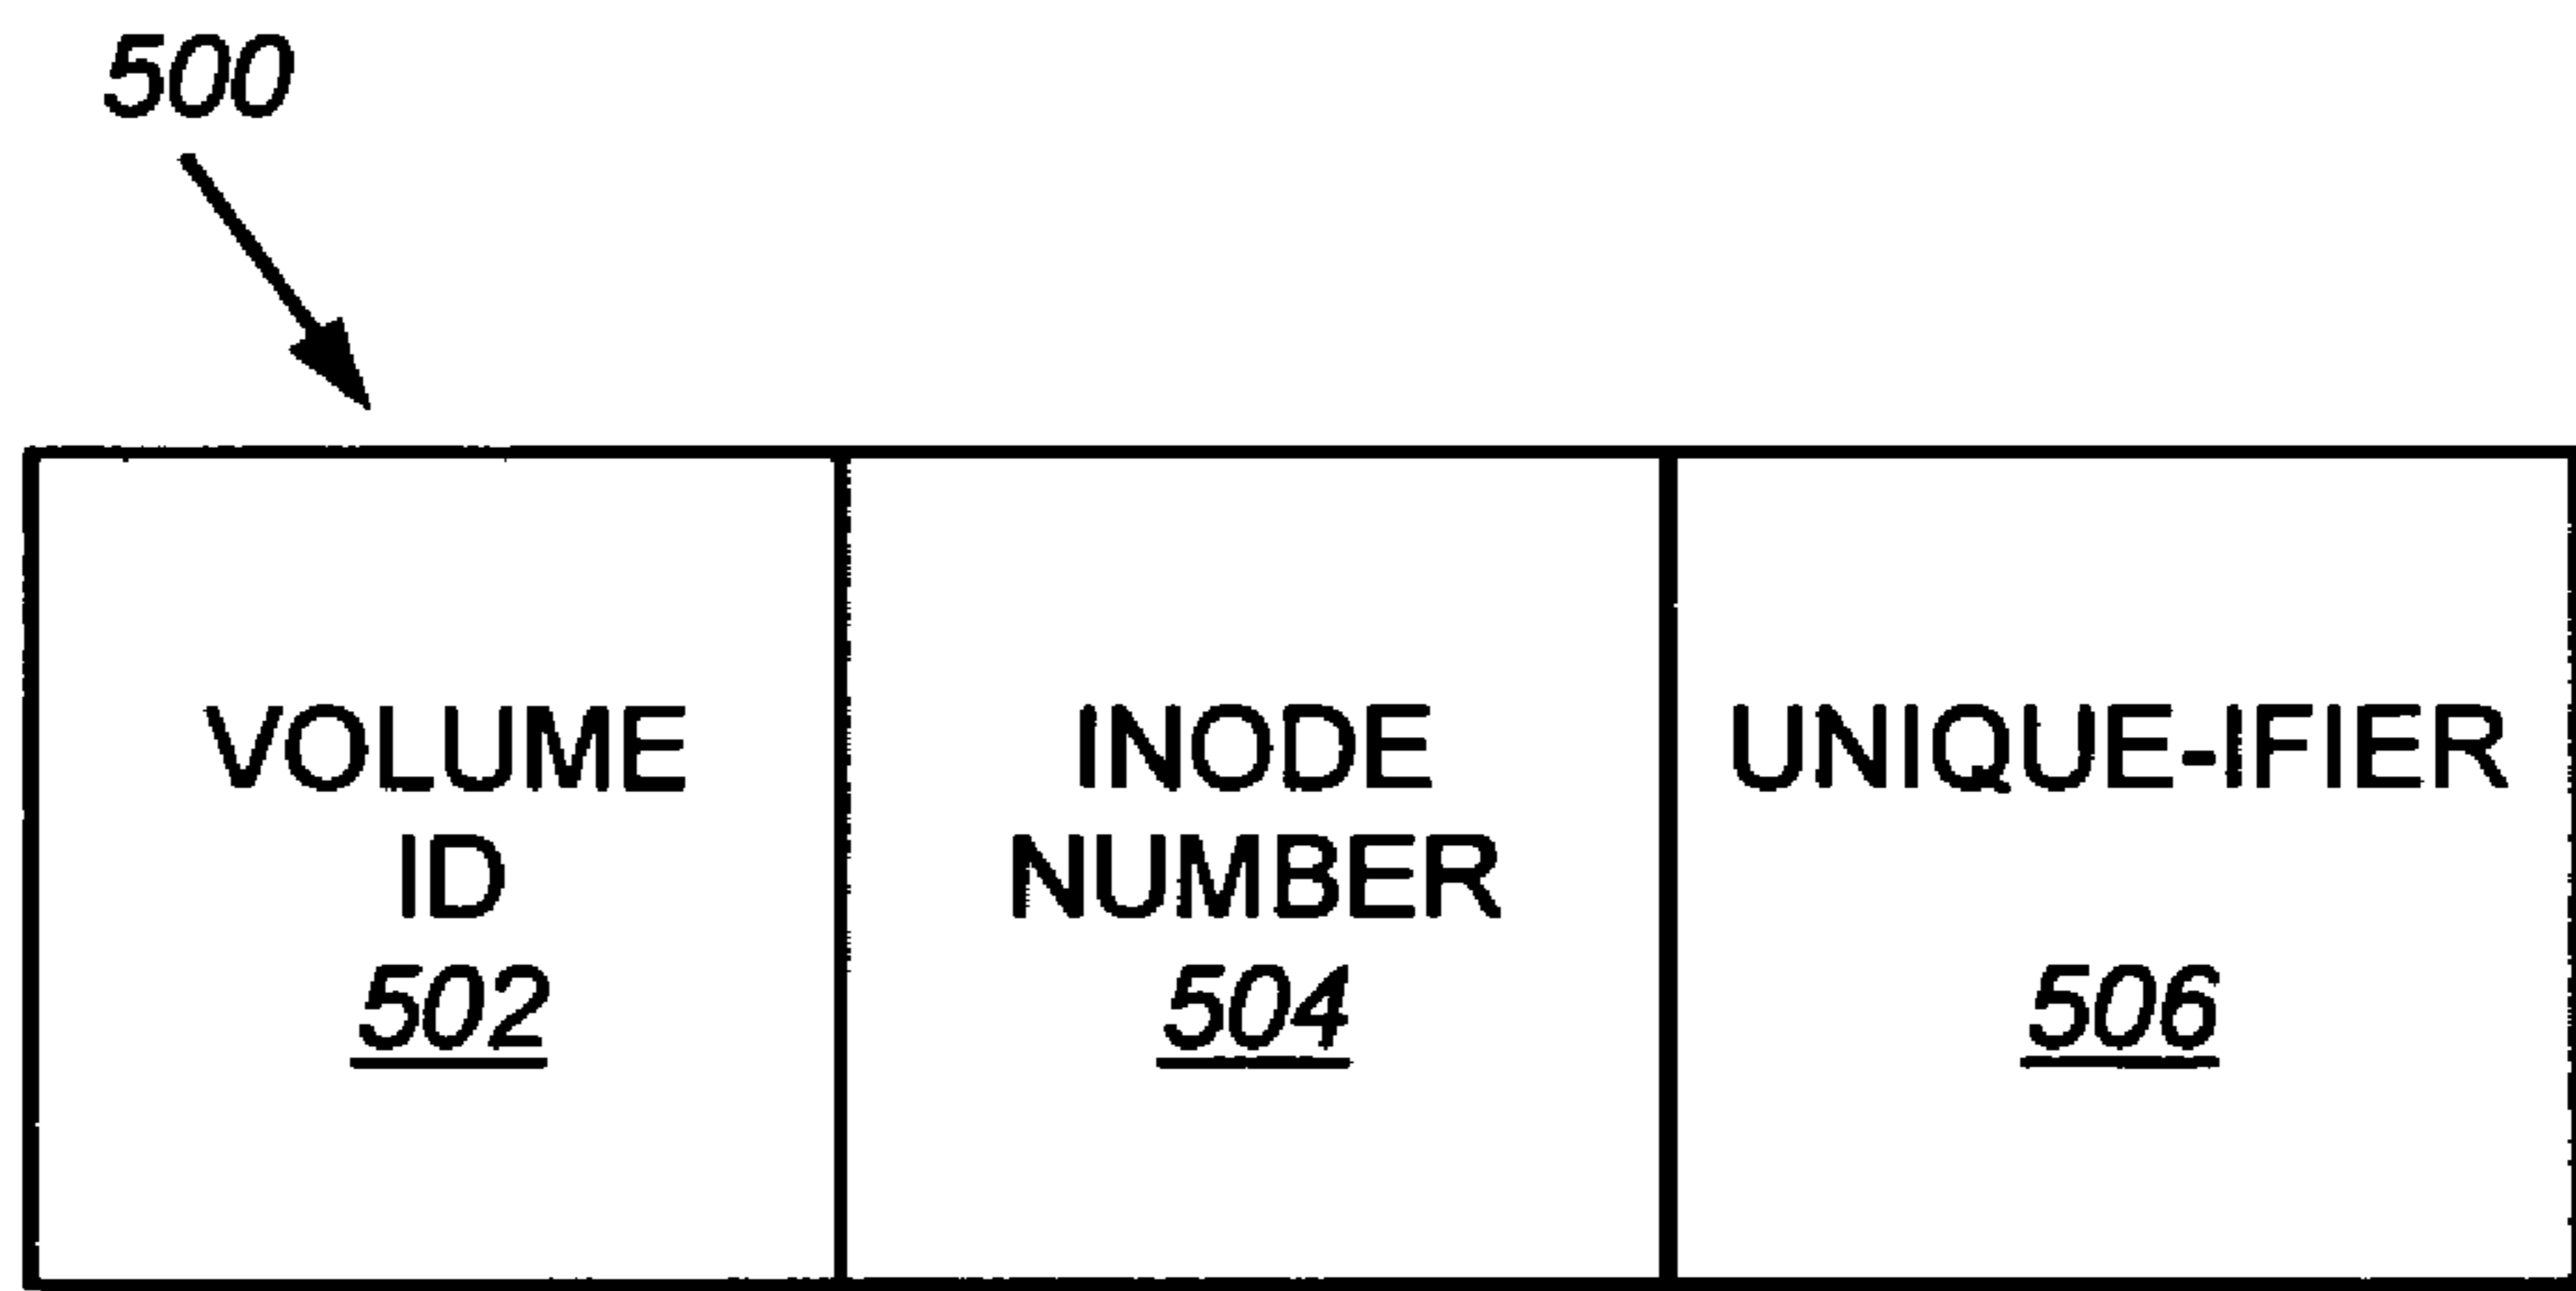 500
VOLUME
ID
502
INODE
NUMBER
504
UNIQUE-IFIER
506